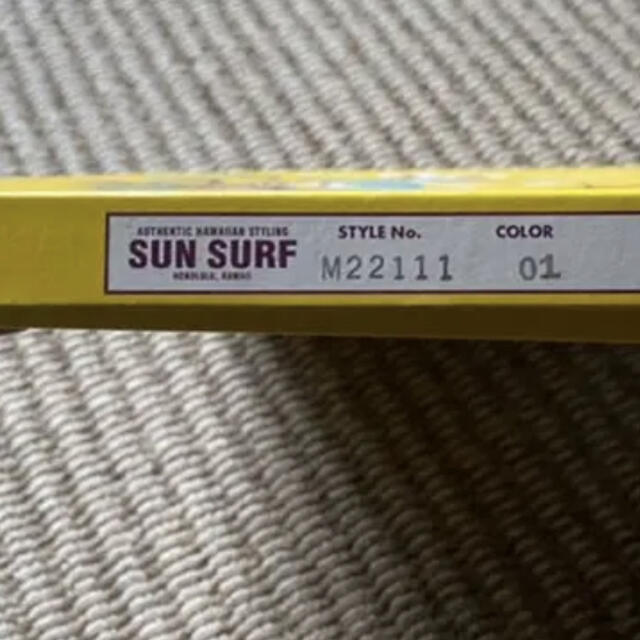 AUTHENTIC HAWAIIAN STYLING
SUN SURF
HONOLULU, HAWAII
STYLE No.
M22111
COLOR
01